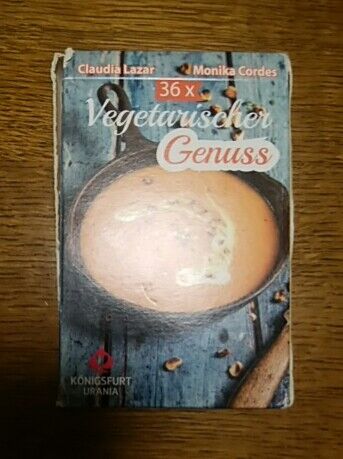 Claudia Lazar Monika Cordes
36 x
Vegetarischer
Genuss
KÖNIGSFURT
URANIA